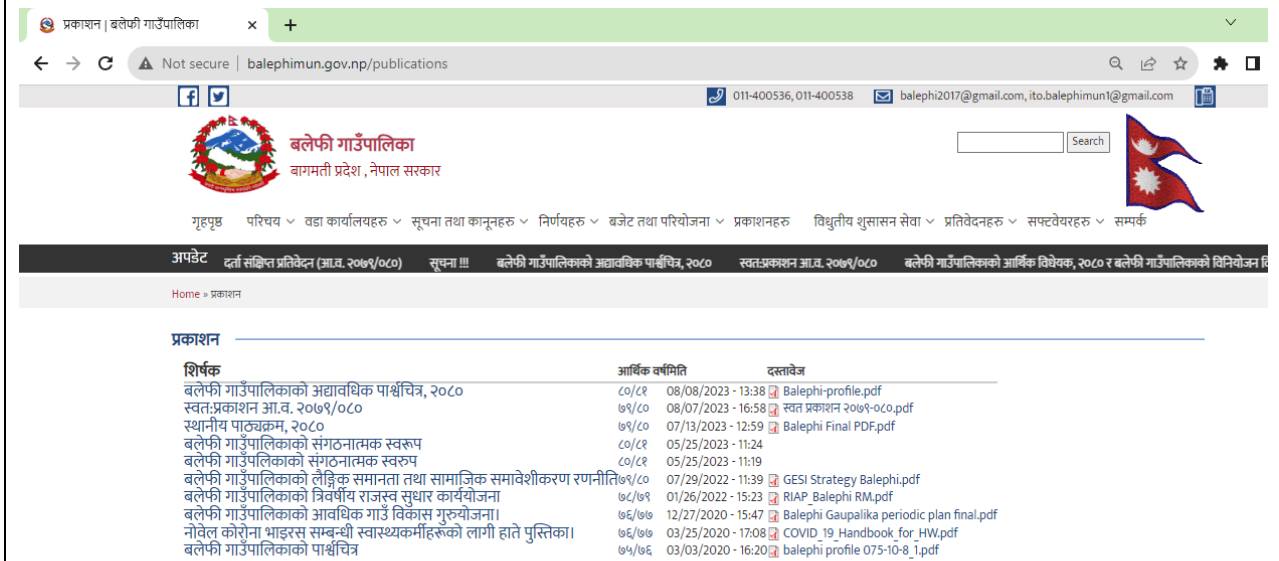 प्रकाशन | बलेफी गाउँपालिका
Not secure | balephimun.gov.np/publications
011-400536, 011-400538 balephi2017@gmail.com, ito.balephimun1@gmail.com
बलेफी गाउँपालिका
बागमती प्रदेश , नेपाल सरकार
Search
गृहपृष्ठ परिचय वडा कार्यालयहरु सूचना तथा कानूनहरु निर्णयहरु बजेट तथा परियोजना प्रकाशनहरु विधुतीय शुसासन सेवा प्रतिवेदनहरु सफ्टवेयरहरु सम्पर्क
अपडेट दर्ता संक्षिप्त प्रतिवेदन (आ.व. २०७९/०८०) सूचना !!! बलेफी गाउँपालिकाको अद्यावधिक पार्श्वचित्र, २०८० स्वत:प्रकाशन आ.व. २०७९/०८० बलेफी गाउँपालिकाको आर्थिक विधेयक, २०८० र बलेफी गाउँपालिकाको विनियोजन
Home » प्रकाशन
प्रकाशन
शिर्षक आर्थिक वर्ष मिति दस्तावेज
बलेफी गाउँपालिकाको अद्यावधिक पार्श्वचित्र, २०८० ८०/८१ 08/08/2023 - 13:38 Balephi-profile.pdf
स्वत:प्रकाशन आ.व. २०७९/०८० ७९/८० 08/07/2023 - 16:58 स्वत प्रकाशन २०७९-०८०.pdf
स्थानीय पाठ्यक्रम, २०८० ७९/८० 07/13/2023 - 12:59 Balephi Final PDF.pdf
बलेफी गाउँपालिकाको संगठनात्मक स्वरूप ८०/८१ 05/25/2023 - 11:24
बलेफी गाउँपलिकाको संगठनात्मक स्वरुप ८०/८१ 05/25/2023 - 11:19
बलेफी गाउँपालिकाको लैङ्गिक समानता तथा सामाजिक समावेशीकरण रणनीति ७९/८० 07/29/2022 - 11:39 GESI Strategy Balephi.pdf
बलेफी गाउँपालिकाको त्रिवर्षीय राजस्व सुधार कार्ययोजना ७८/७९ 01/26/2022 - 15:23 RIAP_Balephi RM.pdf
बलेफी गाउँपालिकाको आवधिक गाउँ विकास गुरुयोजना। ७६/७७ 12/27/2020 - 15:47 Balephi Gaupalika periodic plan final.pdf
नोवेल कोरोना भाइरस सम्बन्धी स्वास्थ्यकर्मीहरूको लागी हाते पुस्तिका। ७६/७७ 03/25/2020 - 17:08 COVID_19_Handbook_for_HW.pdf
बलेफी गाउँपालिकाको पार्श्वचित्र ७५/७६ 03/03/2020 - 16:20 balephi profile 075-10-8_1.pdf